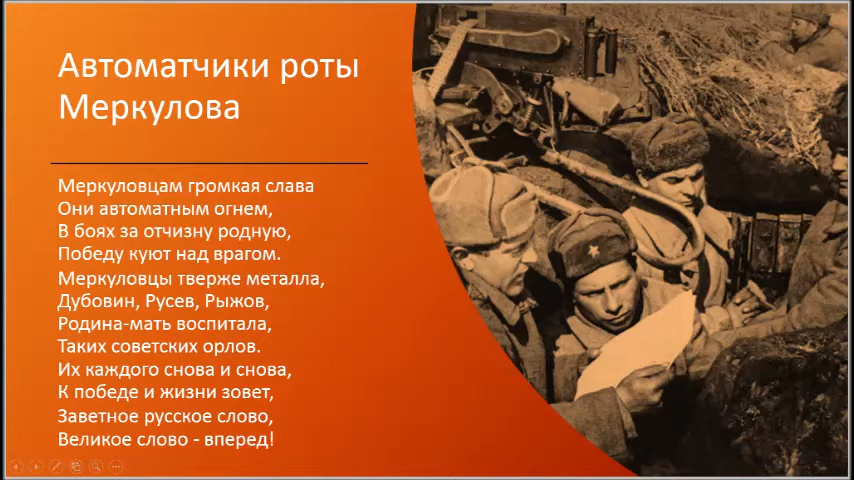 Автоматчики роты
Меркулова
Меркуловцам громкая слава
Они автоматным огнем,
В боях за отчизну родную,
Победу куют над врагом.
Меркуловцы тверже металла,
Дубовин, Русев, Рыжов,
Родина-мать воспитала,
Таких советских орлов.
Их каждого снова и снова,
К победе и жизни зовет,
Заветное русское слово,
Великое слово - вперед!